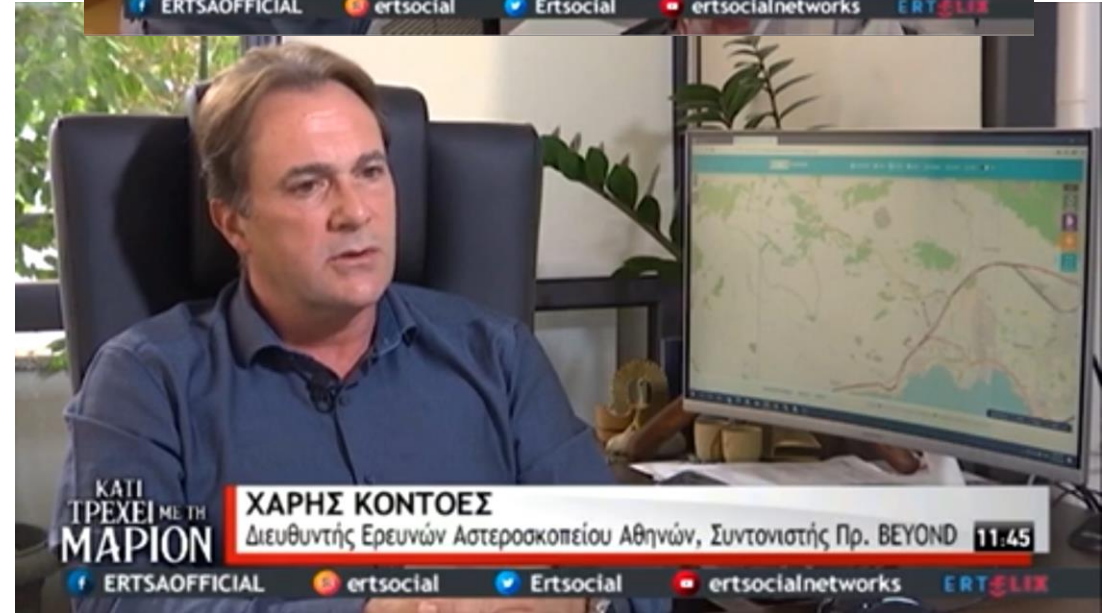 ERTSAOFFICIAL ertsocial Ertsocial ertsocialnetworks ERTFLIX
ΚΑΤΙ
ΤΡΕΧΕΙ ΜΕ ΤΗ
ΜΑΡΙΟΝ
ΧΑΡΗΣ ΚΟΝΤΟΕΣ
Διευθυντής Ερευνών Αστεροσκοπείου Αθηνών, Συντονιστής Πρ. BEYOND
11:45
ERTSAOFFICIAL ertsocial Ertsocial ertsocialnetworks ERTFLIX